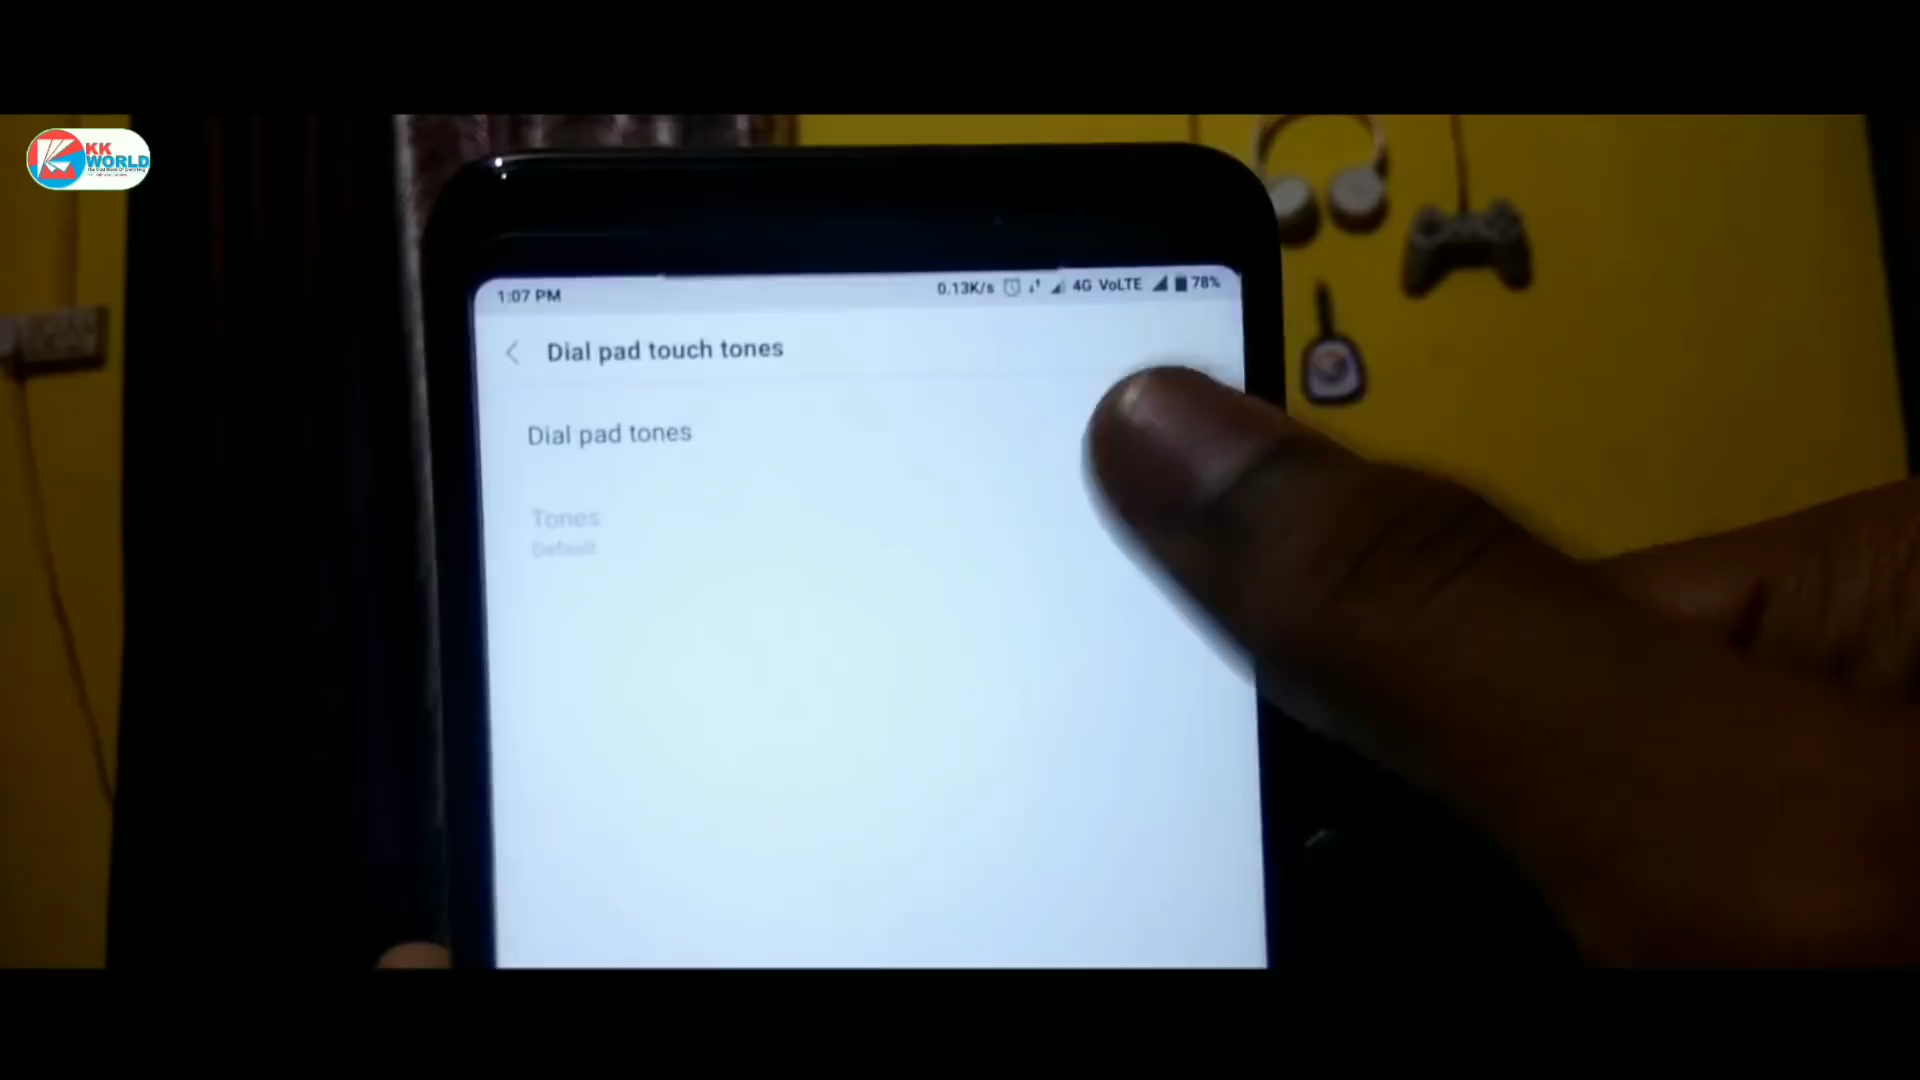 KK
WORLD
1:07 PM
0.13K/s 4G VoLTE 78%
Dial pad touch tones
Dial pad tones
Tones
Default